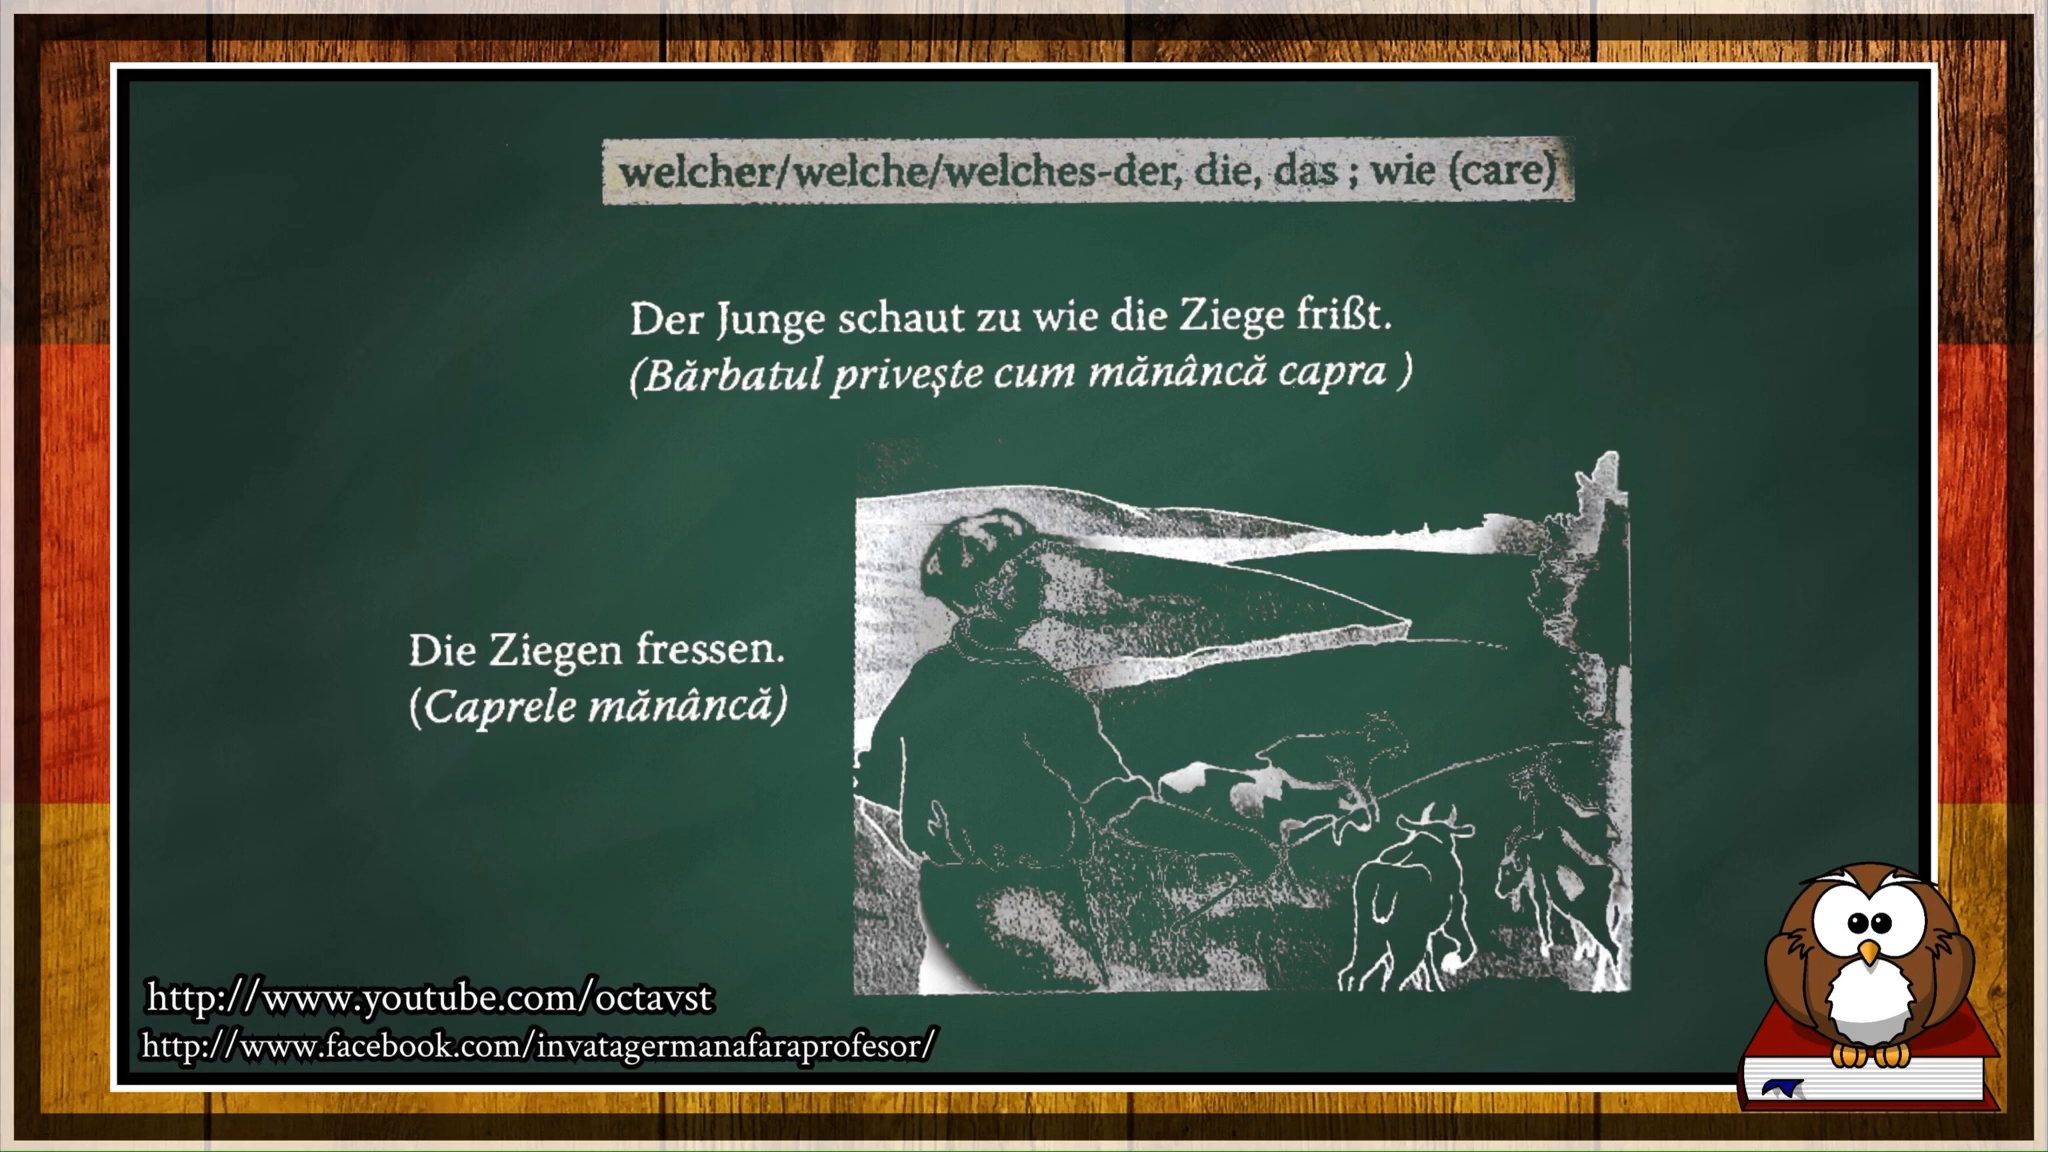 welcher/welche/welches-der, die, das ; wie (care)
Der Junge schaut zu wie die Ziege frißt.
(Bărbatul privește cum mănâncă capra )
Die Ziegen fressen.
(Caprele mănâncă)
http://www.youtube.com/octavst
http://www.facebook.com/invatagermanafaraprofesor/